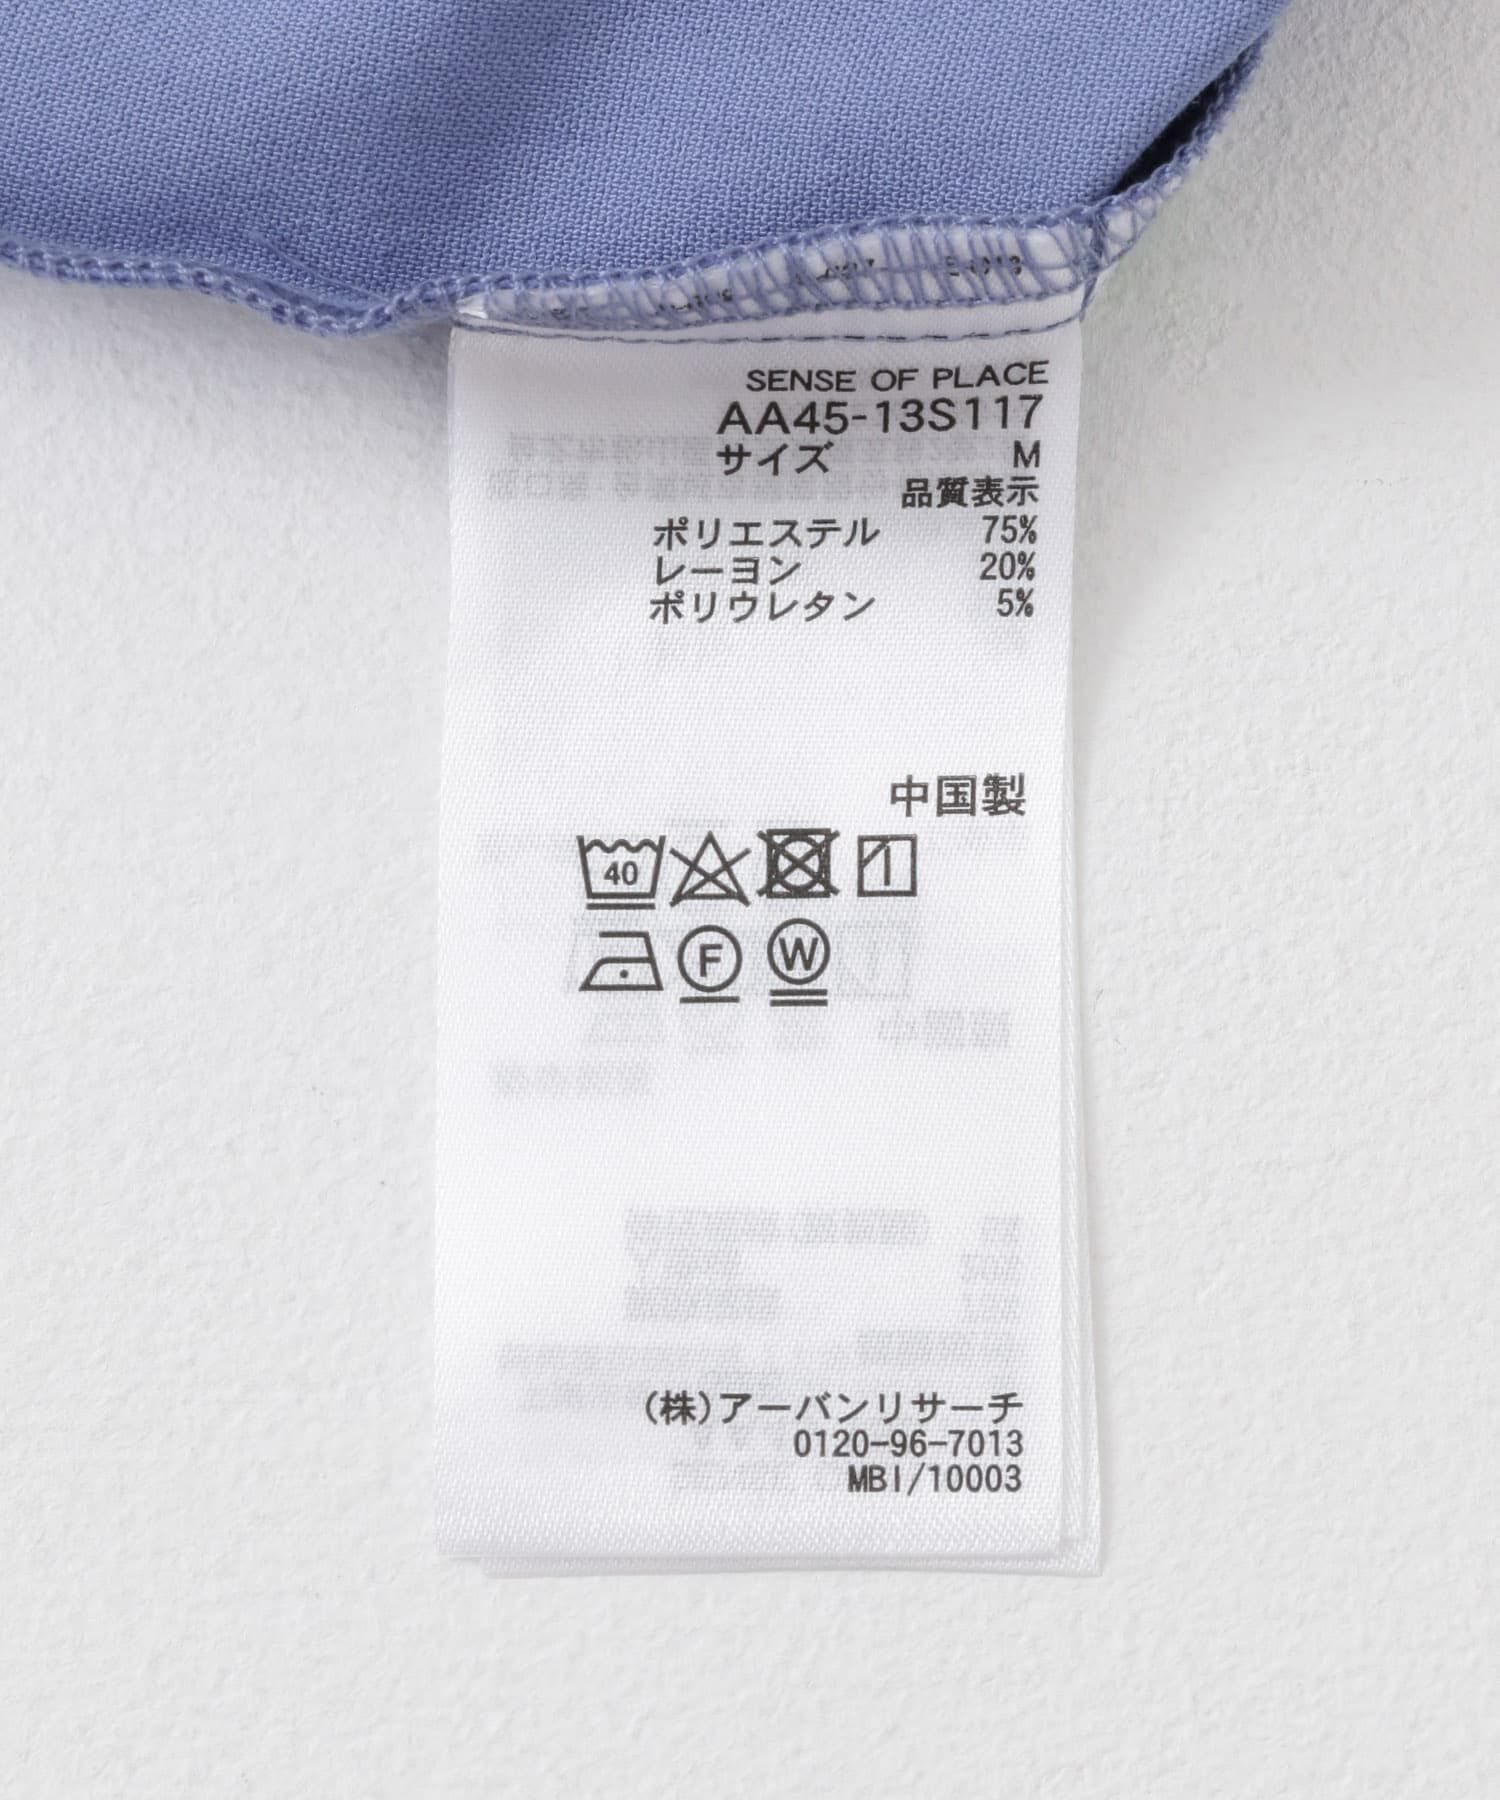 SENSE OF PLACE
AA45-13S117
サイズ M
品質表示
ポリエステル 75%
レーヨン 20%
ポリウレタン 5%
中国製
40
F W
(株)アーバンリサーチ
0120-96-7013
MBI/10003